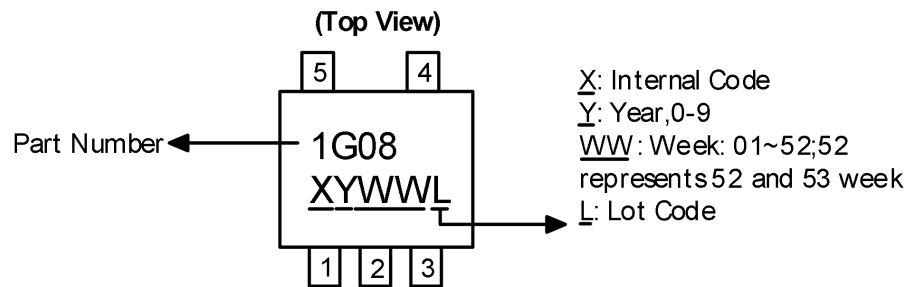 (Top View)
5 4
X: Internal Code
Y: Year,0-9
WW : Week: 01~52;52
represents 52 and 53 week
L: Lot Code
Part Number
1G08
XYWWL
1 2 3